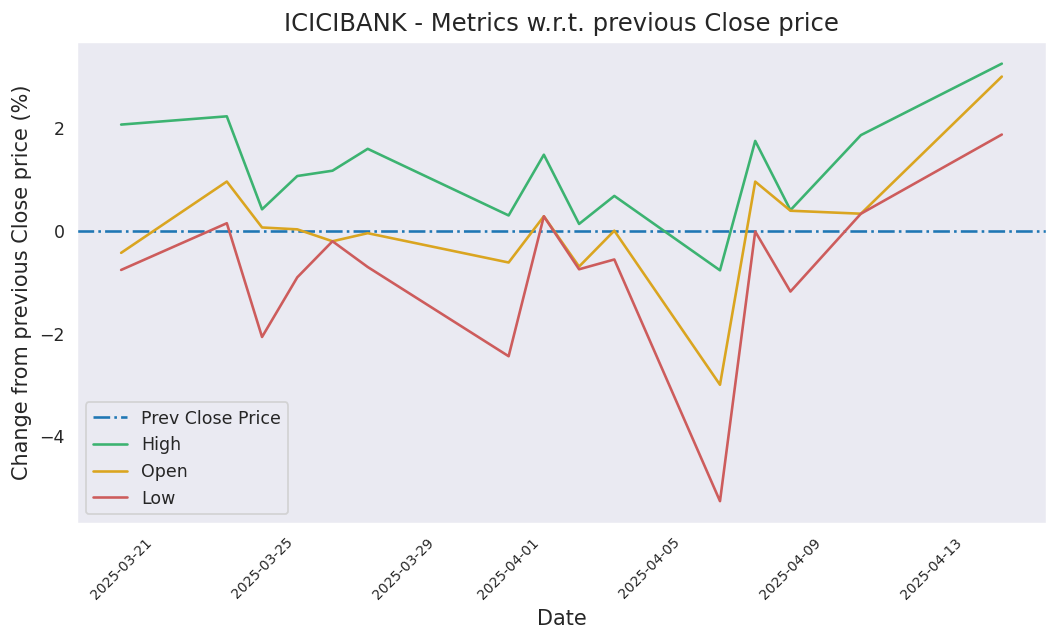 ICICIBANK - Metrics w.r.t. previous Close price
Change from previous Close price (%)
2
0
−2
−4
Prev Close Price
High
Open
Low
2025-03-21
2025-03-25
2025-03-29
2025-04-01
2025-04-05
2025-04-09
2025-04-13
Date